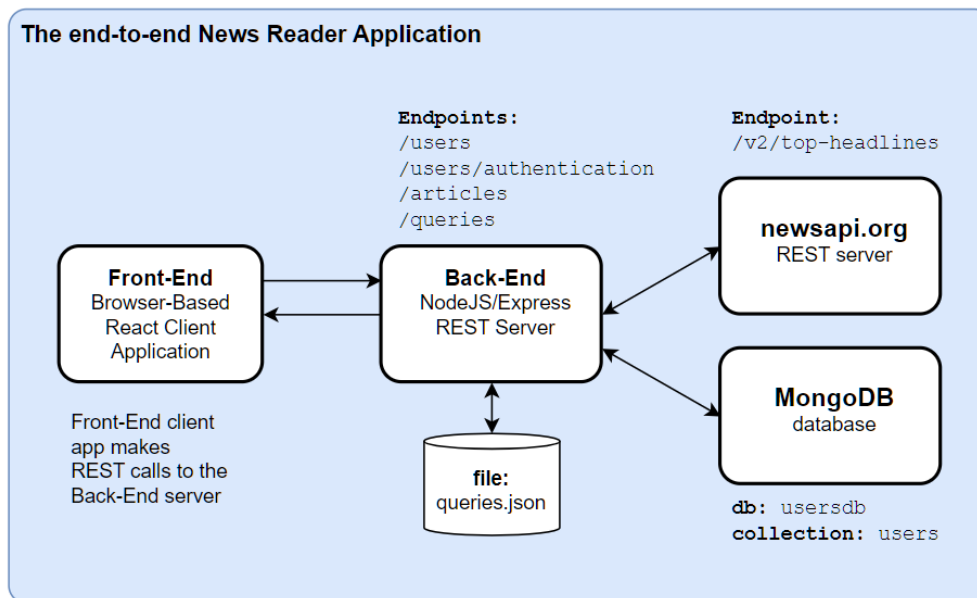 The end-to-end News Reader Application
Endpoints:
/users
/users/authentication
/articles
/queries
Endpoint:
/v2/top-headlines
Front-End
Browser-Based
React Client
Application
Back-End
NodeJS/Express
REST Server
newsapi.org
REST server
MongoDB
database
Front-End client
app makes
REST calls to the
Back-End server
file:
queries.json
db: usersdb
collection: users